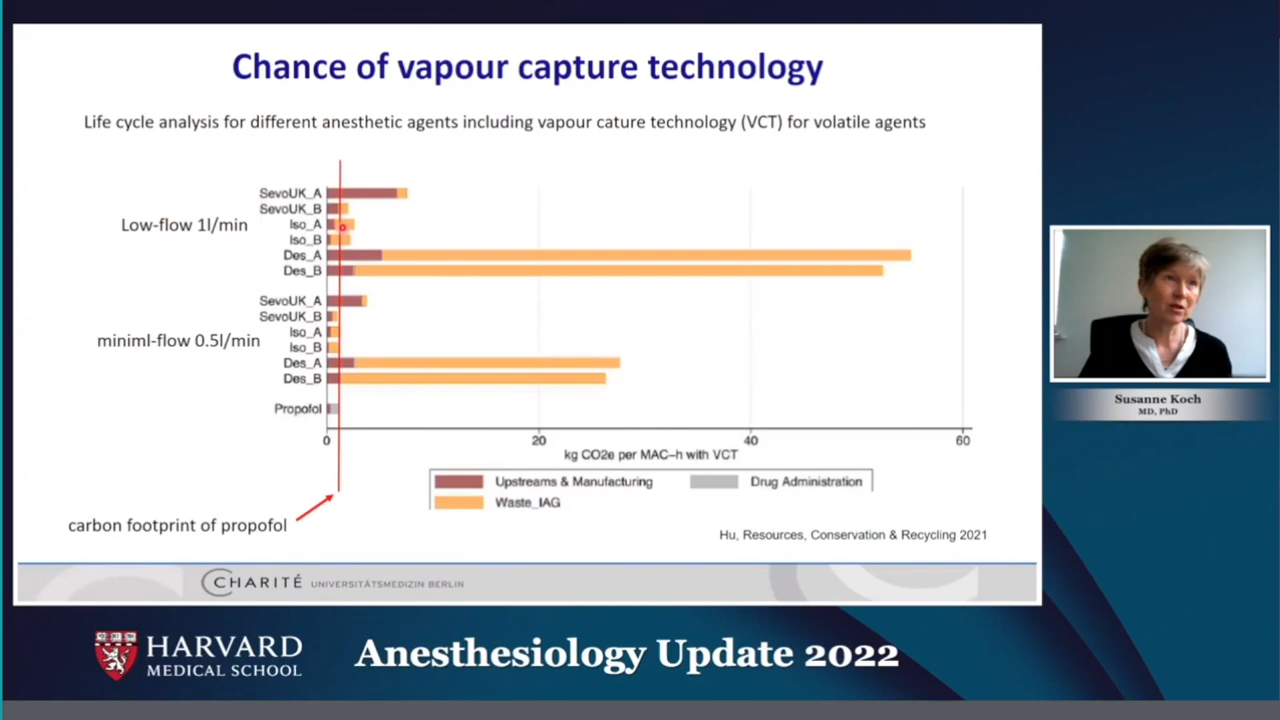 Chance of vapour capture technology
Life cycle analysis for different anesthetic agents including vapour cature technology (VCT) for volatile agents
Low-flow 1l/min
SevoUK_A
SevoUK_B
Iso_A
Iso_B
Des_A
Des_B
miniml-flow 0.5l/min
SevoUK_A
SevoUK_B
Iso_A
Iso_B
Des_A
Des_B
Propofol
0 20 40 60
kg CO2e per MAC-h with VCT
Upstreams & Manufacturing
Drug Administration
Waste_IAG
carbon footprint of propofol
Hu, Resources, Conservation & Recycling 2021
CHARITÉ UNIVERSITÄTSMEDIZIN BERLIN
Susanne Koch
MD, PhD
HARVARD
MEDICAL SCHOOL
Anesthesiology Update 2022